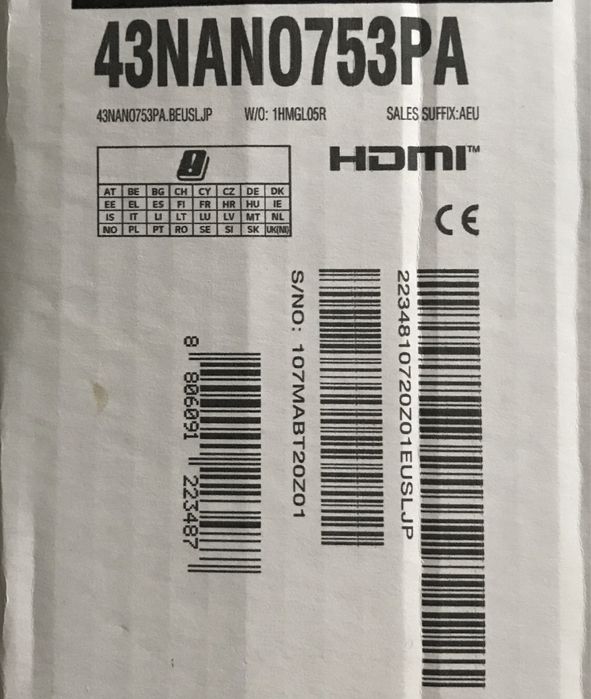 43NANO753PA
43NANO753PA.BEUSLJP W/O: 1HMGL05R SALES SUFFIX:AEU
HDMI™
AT BE BG CH CY CZ DE DK
EE EL ES FI FR HR HU IE
IS IT LI LT LU LV MT NL
NO PL PT RO SE SI SK UK(NI)
CE
8 806091 223487
S/NO: 107MABT20Z01
2234810720Z01EUSLJP